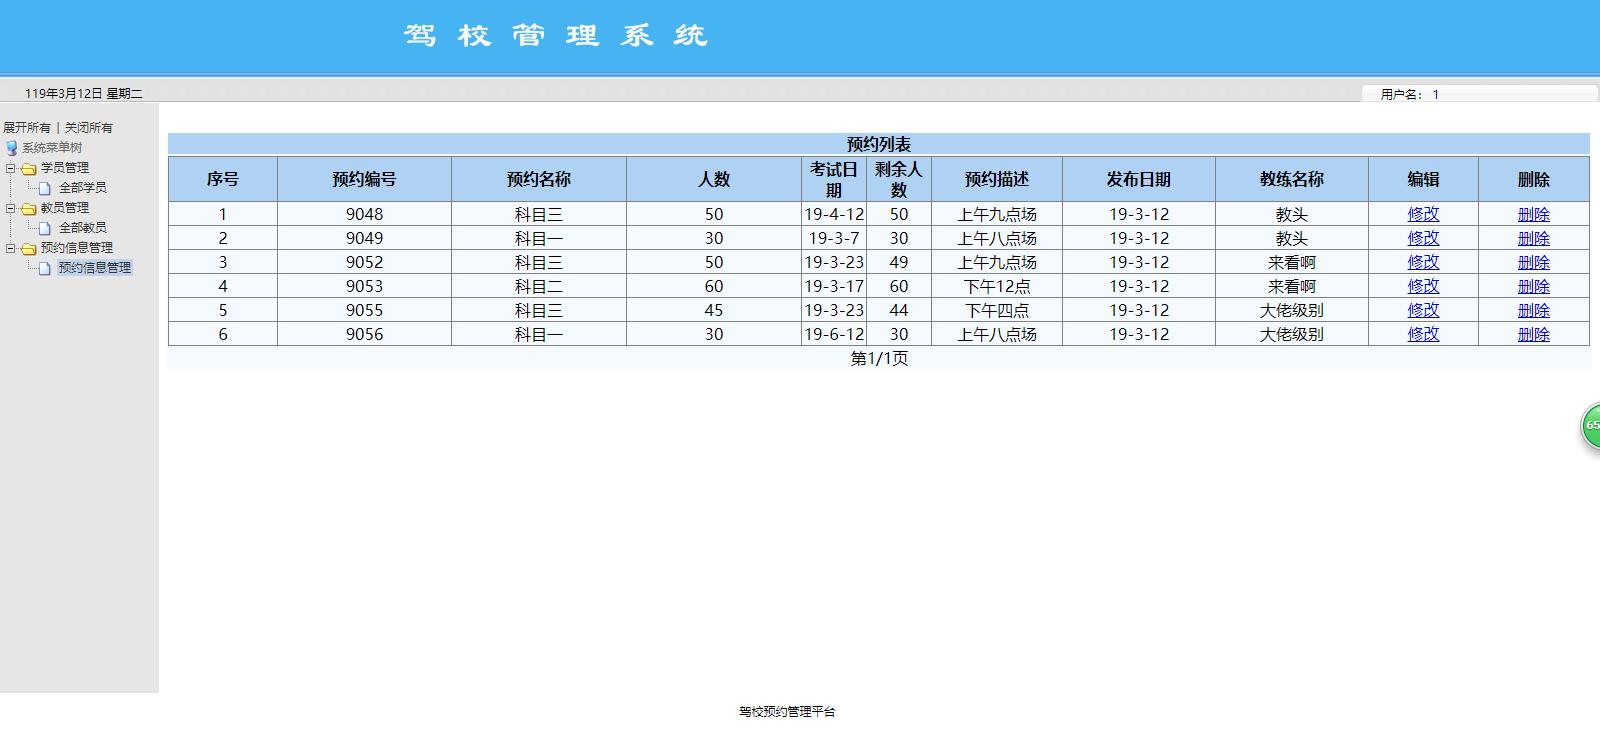 驾校管理系统
119年3月12日 星期二
用户名： 1
展开所有 | 关闭所有
系统菜单树
学员管理
全部学员
教员管理
全部教员
预约信息管理
预约信息管理
预约列表
序号 预约编号 预约名称 人数 考试日期 剩余人数 预约描述 发布日期 教练名称 编辑 删除
1 9048 科目三 50 19-4-12 50 上午九点场 19-3-12 教头 修改 删除
2 9049 科目一 30 19-3-7 30 上午八点场 19-3-12 教头 修改 删除
3 9052 科目三 50 19-3-23 49 上午九点场 19-3-12 来看啊 修改 删除
4 9053 科目二 60 19-3-17 60 下午12点 19-3-12 来看啊 修改 删除
5 9055 科目三 45 19-3-23 44 下午四点 19-3-12 大佬级别 修改 删除
6 9056 科目一 30 19-6-12 30 上午八点场 19-3-12 大佬级别 修改 删除
第1/1页
65
驾校预约管理平台